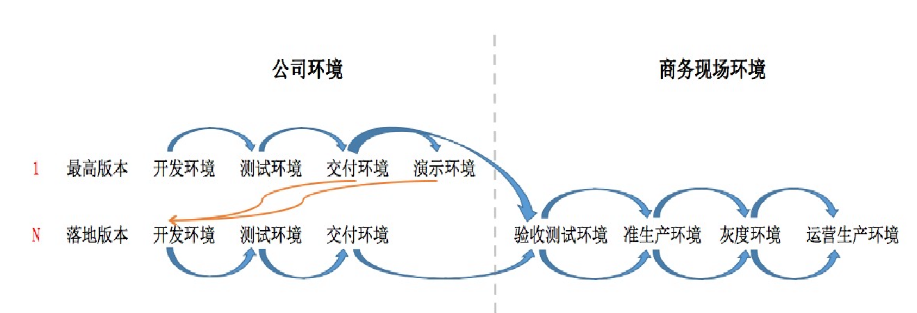 公司环境 商务现场环境
1 最高版本 开发环境 测试环境 交付环境 演示环境
N 落地版本 开发环境 测试环境 交付环境 验收测试环境 准生产环境 灰度环境 运营生产环境